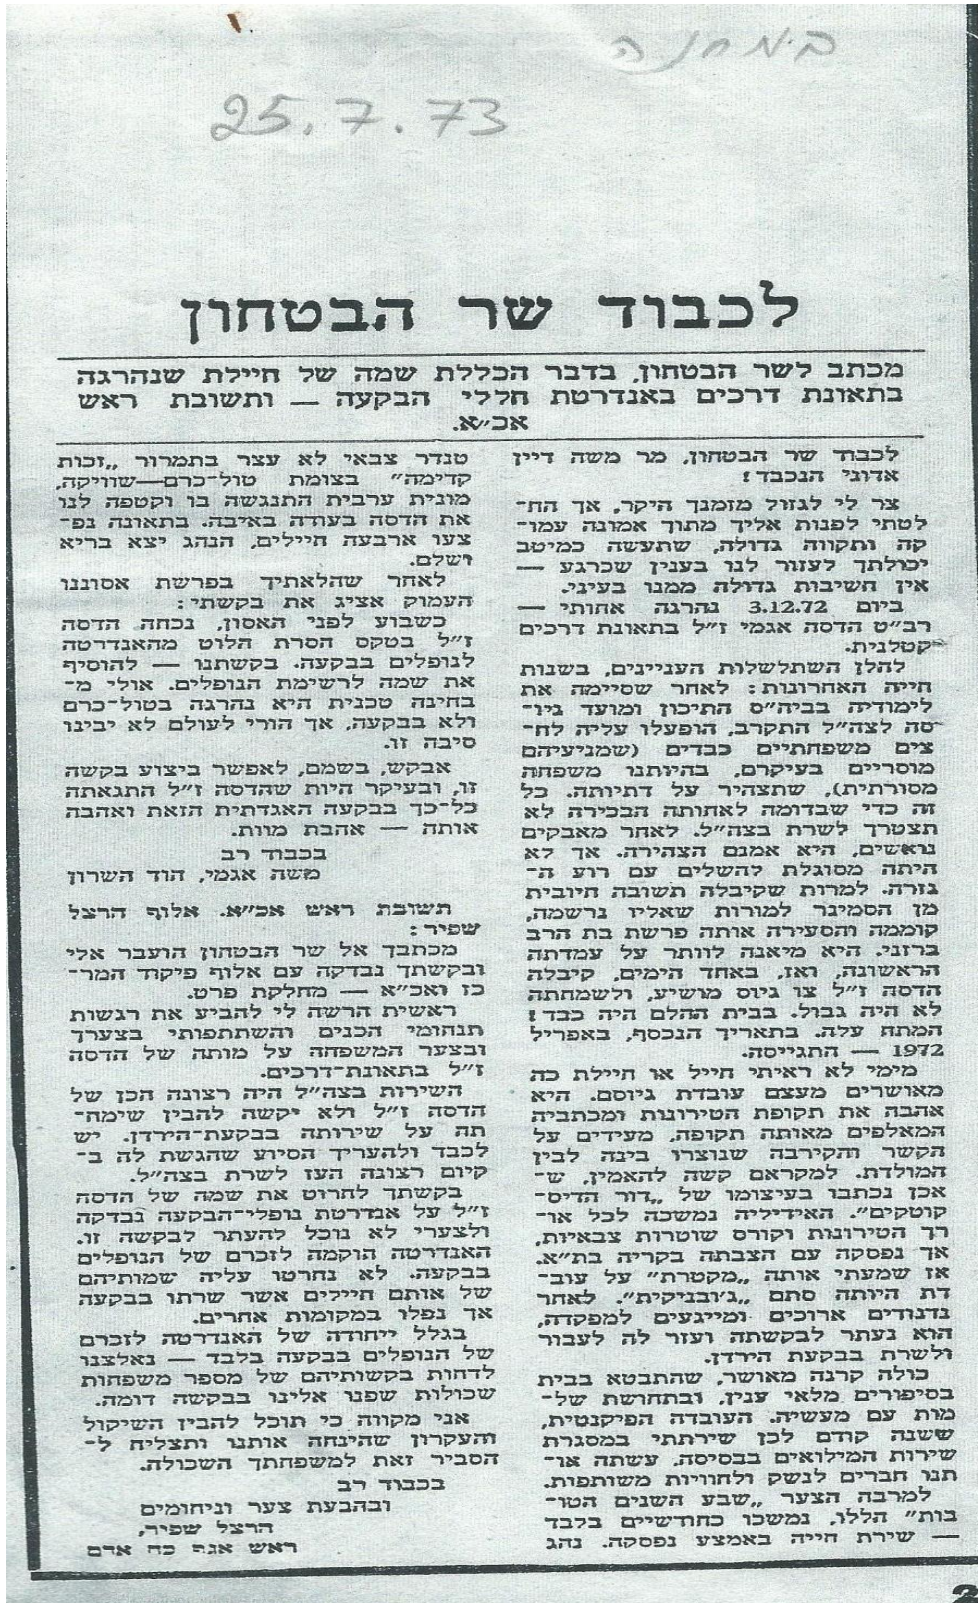 במחנה
25.7.73
לכבוד שר הבטחון
מכתב לשר הבטחון, בדבר הכללת שמה של חיילת שנהרגה
בתאונת דרכים באנדרטת חללי הבקעה — ותשובת ראש
אכ״א.
לכבוד שר הבטחון, מר משה דיין
אדוני הנכבד!
צר לי לגזול מזמנך היקר, אך הח־
לטתי לפנות אליך מתוך אמונה עמו־
קה ותקווה גדולה, שתעשה כמיטב
יכולתך לעזור לנו בענין שכרגע —
אין חשיבות גדולה ממנו בעיני.
ביום 3.12.72 נהרגה אחותי —
רב״ט הדסה אגמי ז״ל בתאונת דרכים
קטלנית.
להלן השתלשלות העניינים, בשנות
חייה האחרונות: לאחר שסיימה את
לימודיה בביה״ס התיכון ומועד גיו־
סה לצה״ל התקרב, הופעלו עליה לח־
צים משפחתיים כבדים (שמניעיהם
מוסריים בעיקרם, בהיותנו משפחה
מסורתית), שתצהיר על דתיותה. כל
זה כדי שבדומה לאחותה הבכירה לא
תצטרך לשרת בצה״ל. לאחר מאבקים
נואשים, היא אמנם הצהירה. אך לא
היתה מסוגלת להשלים עם רוע ה־
גזרה. למרות שקיבלה תשובה חיובית
מן הסמינר למורות שאליו נרשמה,
קוממה והסעירה אותה פרשת בת הרב
ברזני. היא מיאנה לוותר על עמדתה
הראשונה, ואז, באחד הימים, קיבלה
הדסה ז״ל צו גיוס מושיע, ולשמחתה
לא היה גבול. בבית ההלם היה כבד!
המתח עלה. בתאריך הנכסף, באפריל
1972 — התגייסה.
מימי לא ראיתי חייל או חיילת כה
מאושרים מעצם עובדת גיוסם. היא
אהבה את תקופת הטירונות ומכתביה
המאלפים מאותה תקופה, מעידים על
הקשר והקירבה שנוצרו בינה לבין
המולדת. למקראם קשה להאמין, ש־
אכן נכתבו בעיצומו של „דור הדיס־
קוטקים״. האידיליה נמשכה לכל או־
רך הטירונות וקורס שוטרות צבאיות,
אך נפסקה עם הצבתה בקריה בת״א.
אז שמעתי אותה „מקטרת״ על עוב־
דת היותה סתם „ג׳ובניקית״. לאחר
נדנודים ארוכים ומייגעים למפקדה,
הוא נעתר לבקשתה ועזר לה לעבור
ולשרת בבקעת הירדן.
כולה קרנה מאושר, שהתבטא בבית
בסיפורים מלאי ענין, ובתחושת של־
מות עם מעשיה. העובדה הפיקנטית,
ששנה קודם לכן שירתתי במסגרת
שירות המילואים בבסיסה, עשתה או־
תנו חברים לנשק ולחוויות משותפות.
למרבה הצער „שבע השנים הטו־
בות״ הללו, נמשכו כחודשיים בלבד
— שירת חייה באמצע נפסקה. נהג
טנדר צבאי לא עצר בתמרור „זכות
קדימה״ בצומת טול־כרם—שוויקה,
מונית ערבית התנגשה בו וקטפה לנו
את הדסה בעודה באיבה. בתאונה נפ־
צעו ארבעה חיילים, הנהג יצא בריא
ושלם.
לאחר שהלאתיך בפרשת אסוננו
העמוק אציג את בקשתי:
כשבוע לפני האסון, נכחה הדסה
ז״ל בטקס הסרת הלוט מהאנדרטה
לנופלים בבקעה. בקשתנו — להוסיף
את שמה לרשימת הנופלים. אולי מ־
בחינה טכנית היא נהרגה בטול־כרם
ולא בבקעה, אך הורי לעולם לא יבינו
סיבה זו.
אבקש, בשמם, לאפשר ביצוע בקשה
זו, ובעיקר היות שהדסה ז״ל התגאתה
כל־כך בבקעה האגדתית הזאת ואהבה
אותה — אהבת מוות.
בכבוד רב
משה אגמי, הוד השרון
תשובת ראש אכ״א. אלוף הרצל
שפיר:
מכתבך אל שר הבטחון הועבר אלי
ובקשתך נבדקה עם אלוף פיקוד המר־
כז ואכ״א — מחלקת פרט.
ראשית הרשה לי להביע את רגשות
תנחומי הכנים והשתתפותי בצערך
ובצער המשפחה על מותה של הדסה
ז״ל בתאונת־דרכים.
השירות בצה״ל היה רצונה הכן של
הדסה ז״ל ולא יקשה להבין שימח־
תה על שירותה בבקעת־הירדן. יש
לכבד ולהעריך הסיוע שהגשת לה ב־
קיום רצונה העז לשרת בצה״ל.
בקשתך לחרוט את שמה של הדסה
ז״ל על אנדרטת נופלי־הבקעה נבדקה
ולצערי לא נוכל להעתר לבקשה זו.
האנדרטה הוקמה לזכרם של הנופלים
בבקעה. לא נחרטו עליה שמותיהם
של אותם חיילים אשר שרתו בבקעה
אך נפלו במקומות אחרים.
בגלל ייחודה של האנדרטה לזכרם
של הנופלים בבקעה בלבד — נאלצנו
לדחות בקשותיהם של מספר משפחות
שכולות שפנו אלינו בבקשה דומה.
אני מקווה כי תוכל להבין השיקול
והעקרון שהינחה אותנו ותצליח ל־
הסביר זאת למשפחתך השכולה.
בכבוד רב
ובהבעת צער וניחומים
הרצל שפיר,
ראש אגף כח אדם
2